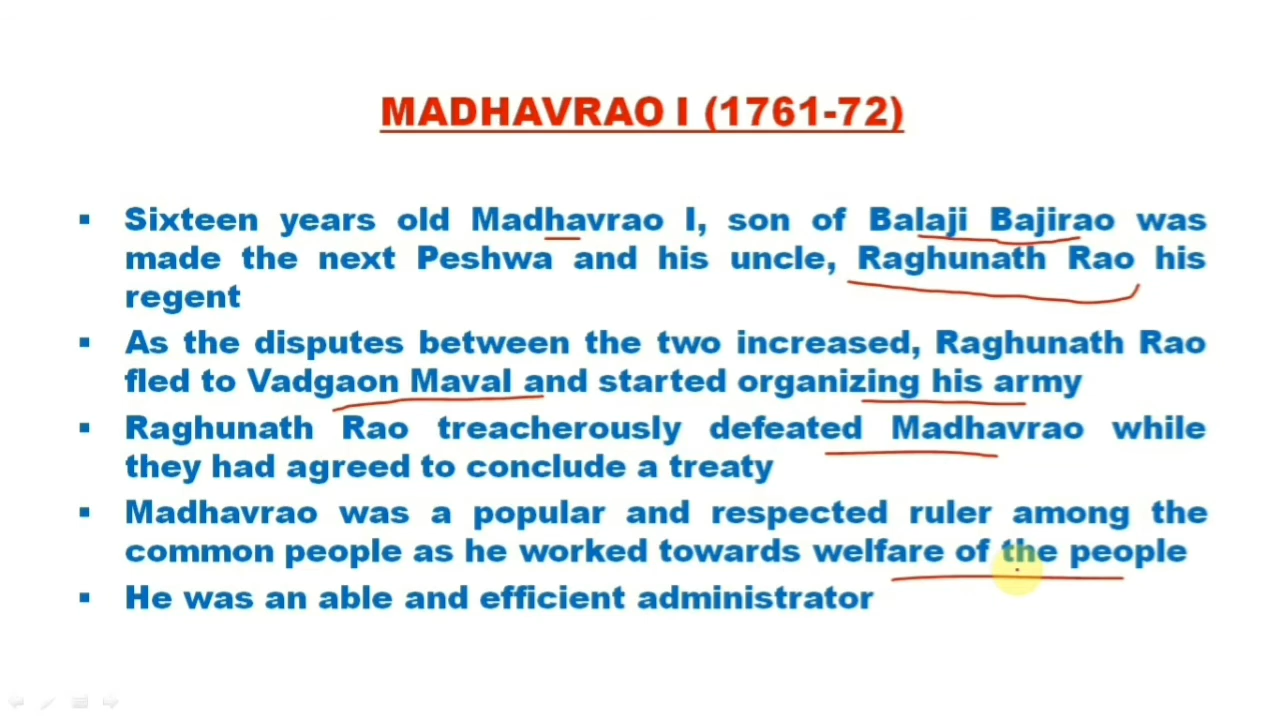 MADHAVRAO I (1761-72)
▪ Sixteen years old Madhavrao I, son of Balaji Bajirao was
made the next Peshwa and his uncle, Raghunath Rao his
regent
▪ As the disputes between the two increased, Raghunath Rao
fled to Vadgaon Maval and started organizing his army
▪ Raghunath Rao treacherously defeated Madhavrao while
they had agreed to conclude a treaty
▪ Madhavrao was a popular and respected ruler among the
common people as he worked towards welfare of the people
▪ He was an able and efficient administrator